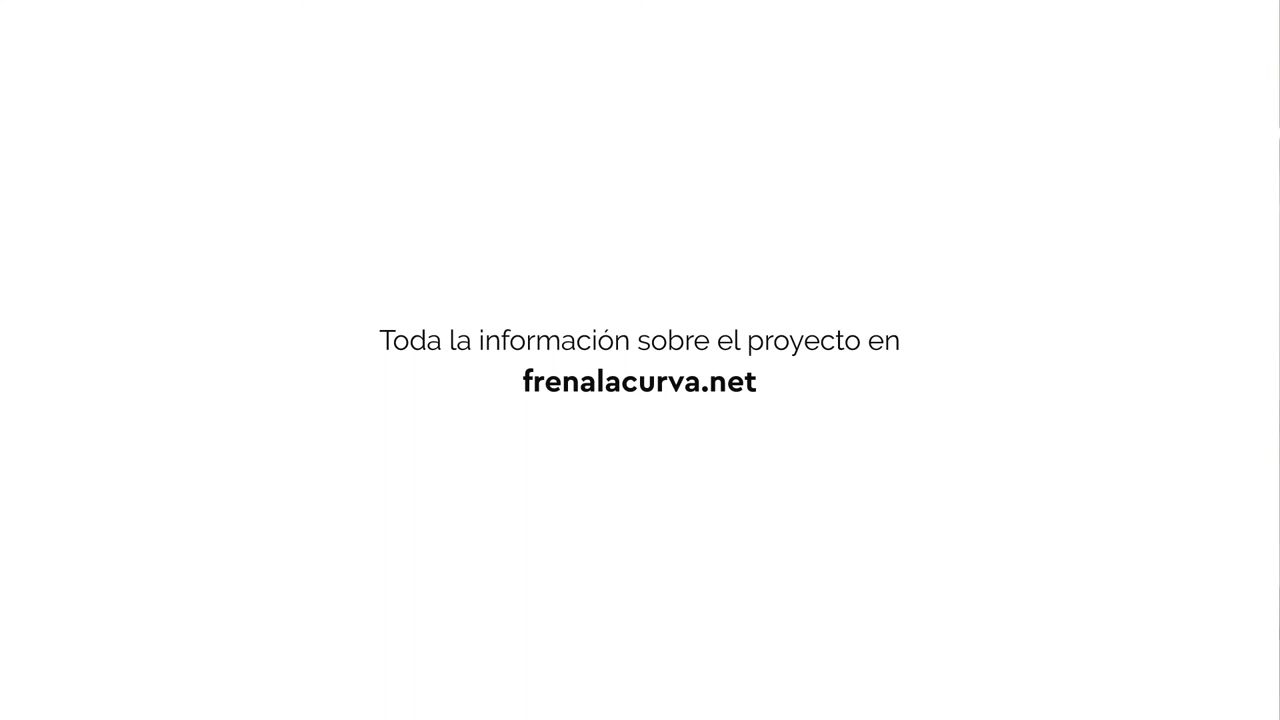 Toda la información sobre el proyecto en
frenalacurva.net